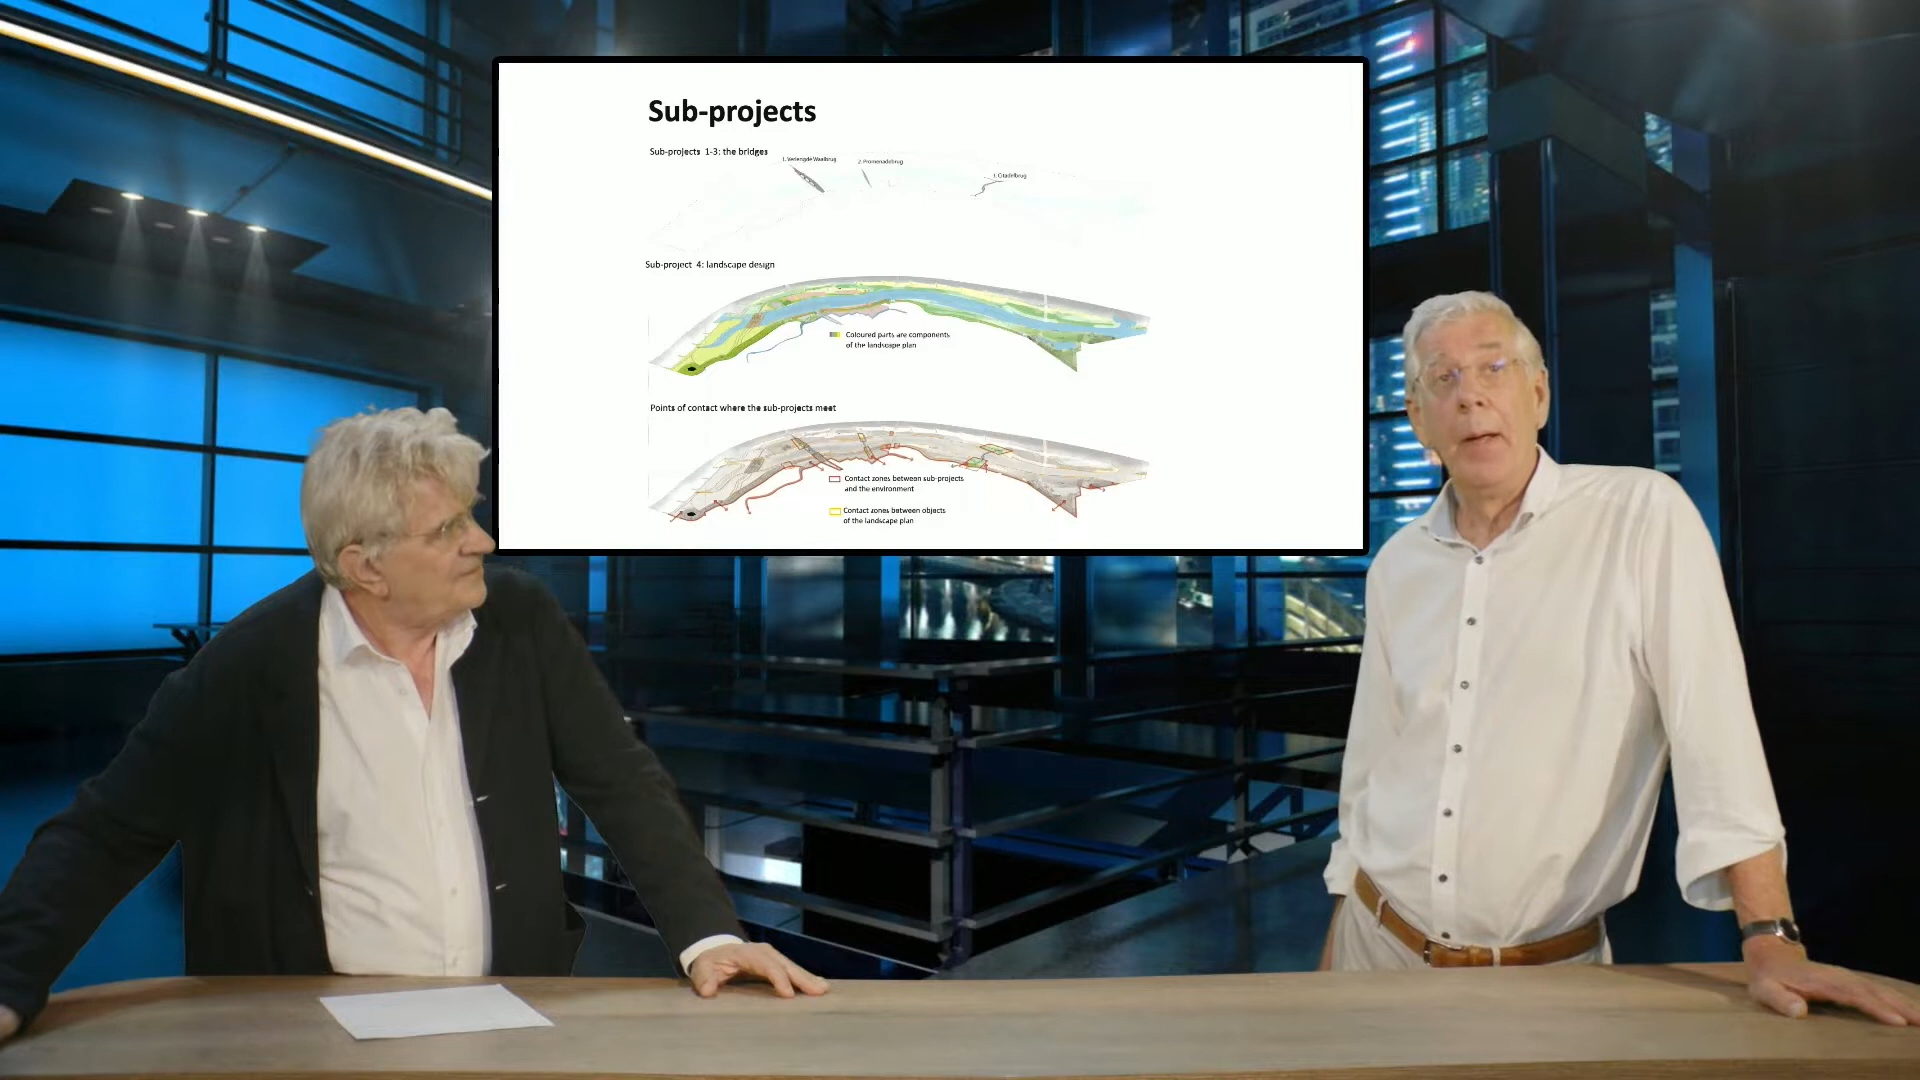 Sub-projects
Sub-projects 1-3: the bridges
1. Verlengde Waalbrug
2. Promenadebrug
3. Citadelbrug
Sub-project 4: landscape design
Coloured parts are components
of the landscape plan
Points of contact where the sub-projects meet
Contact zones between sub-projects
and the environment
Contact zones between objects
of the landscape plan